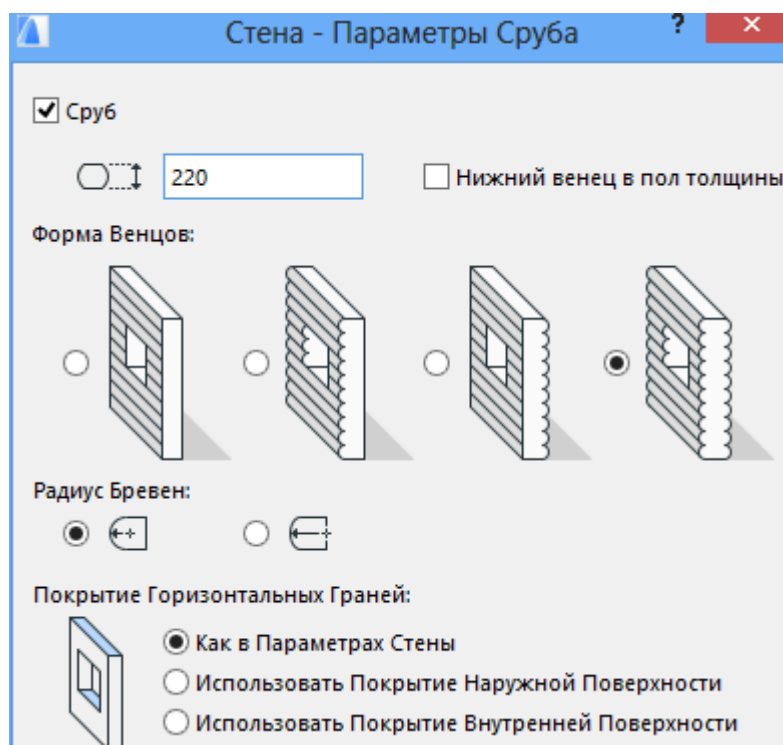 Стена - Параметры Сруба ?
Сруб
220 Нижний венец в пол толщины
Форма Венцов:
Радиус Бревен:
Покрытие Горизонтальных Граней:
Как в Параметрах Стены
Использовать Покрытие Наружной Поверхности
Использовать Покрытие Внутренней Поверхности